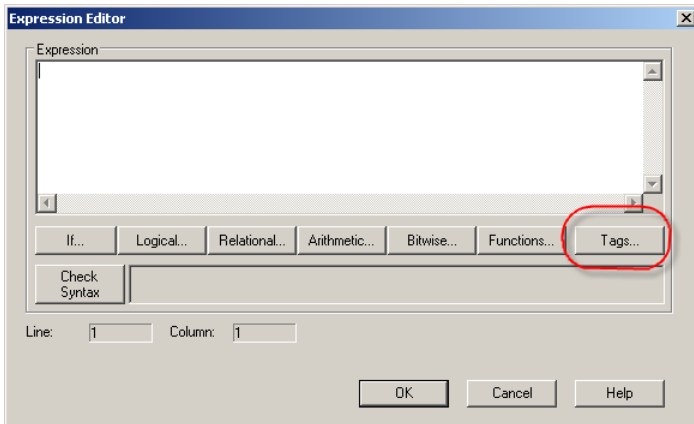 Expression Editor
Expression
If... Logical... Relational... Arithmetic... Bitwise... Functions... Tags...
Check
Syntax
Line: 1 Column: 1
OK Cancel Help